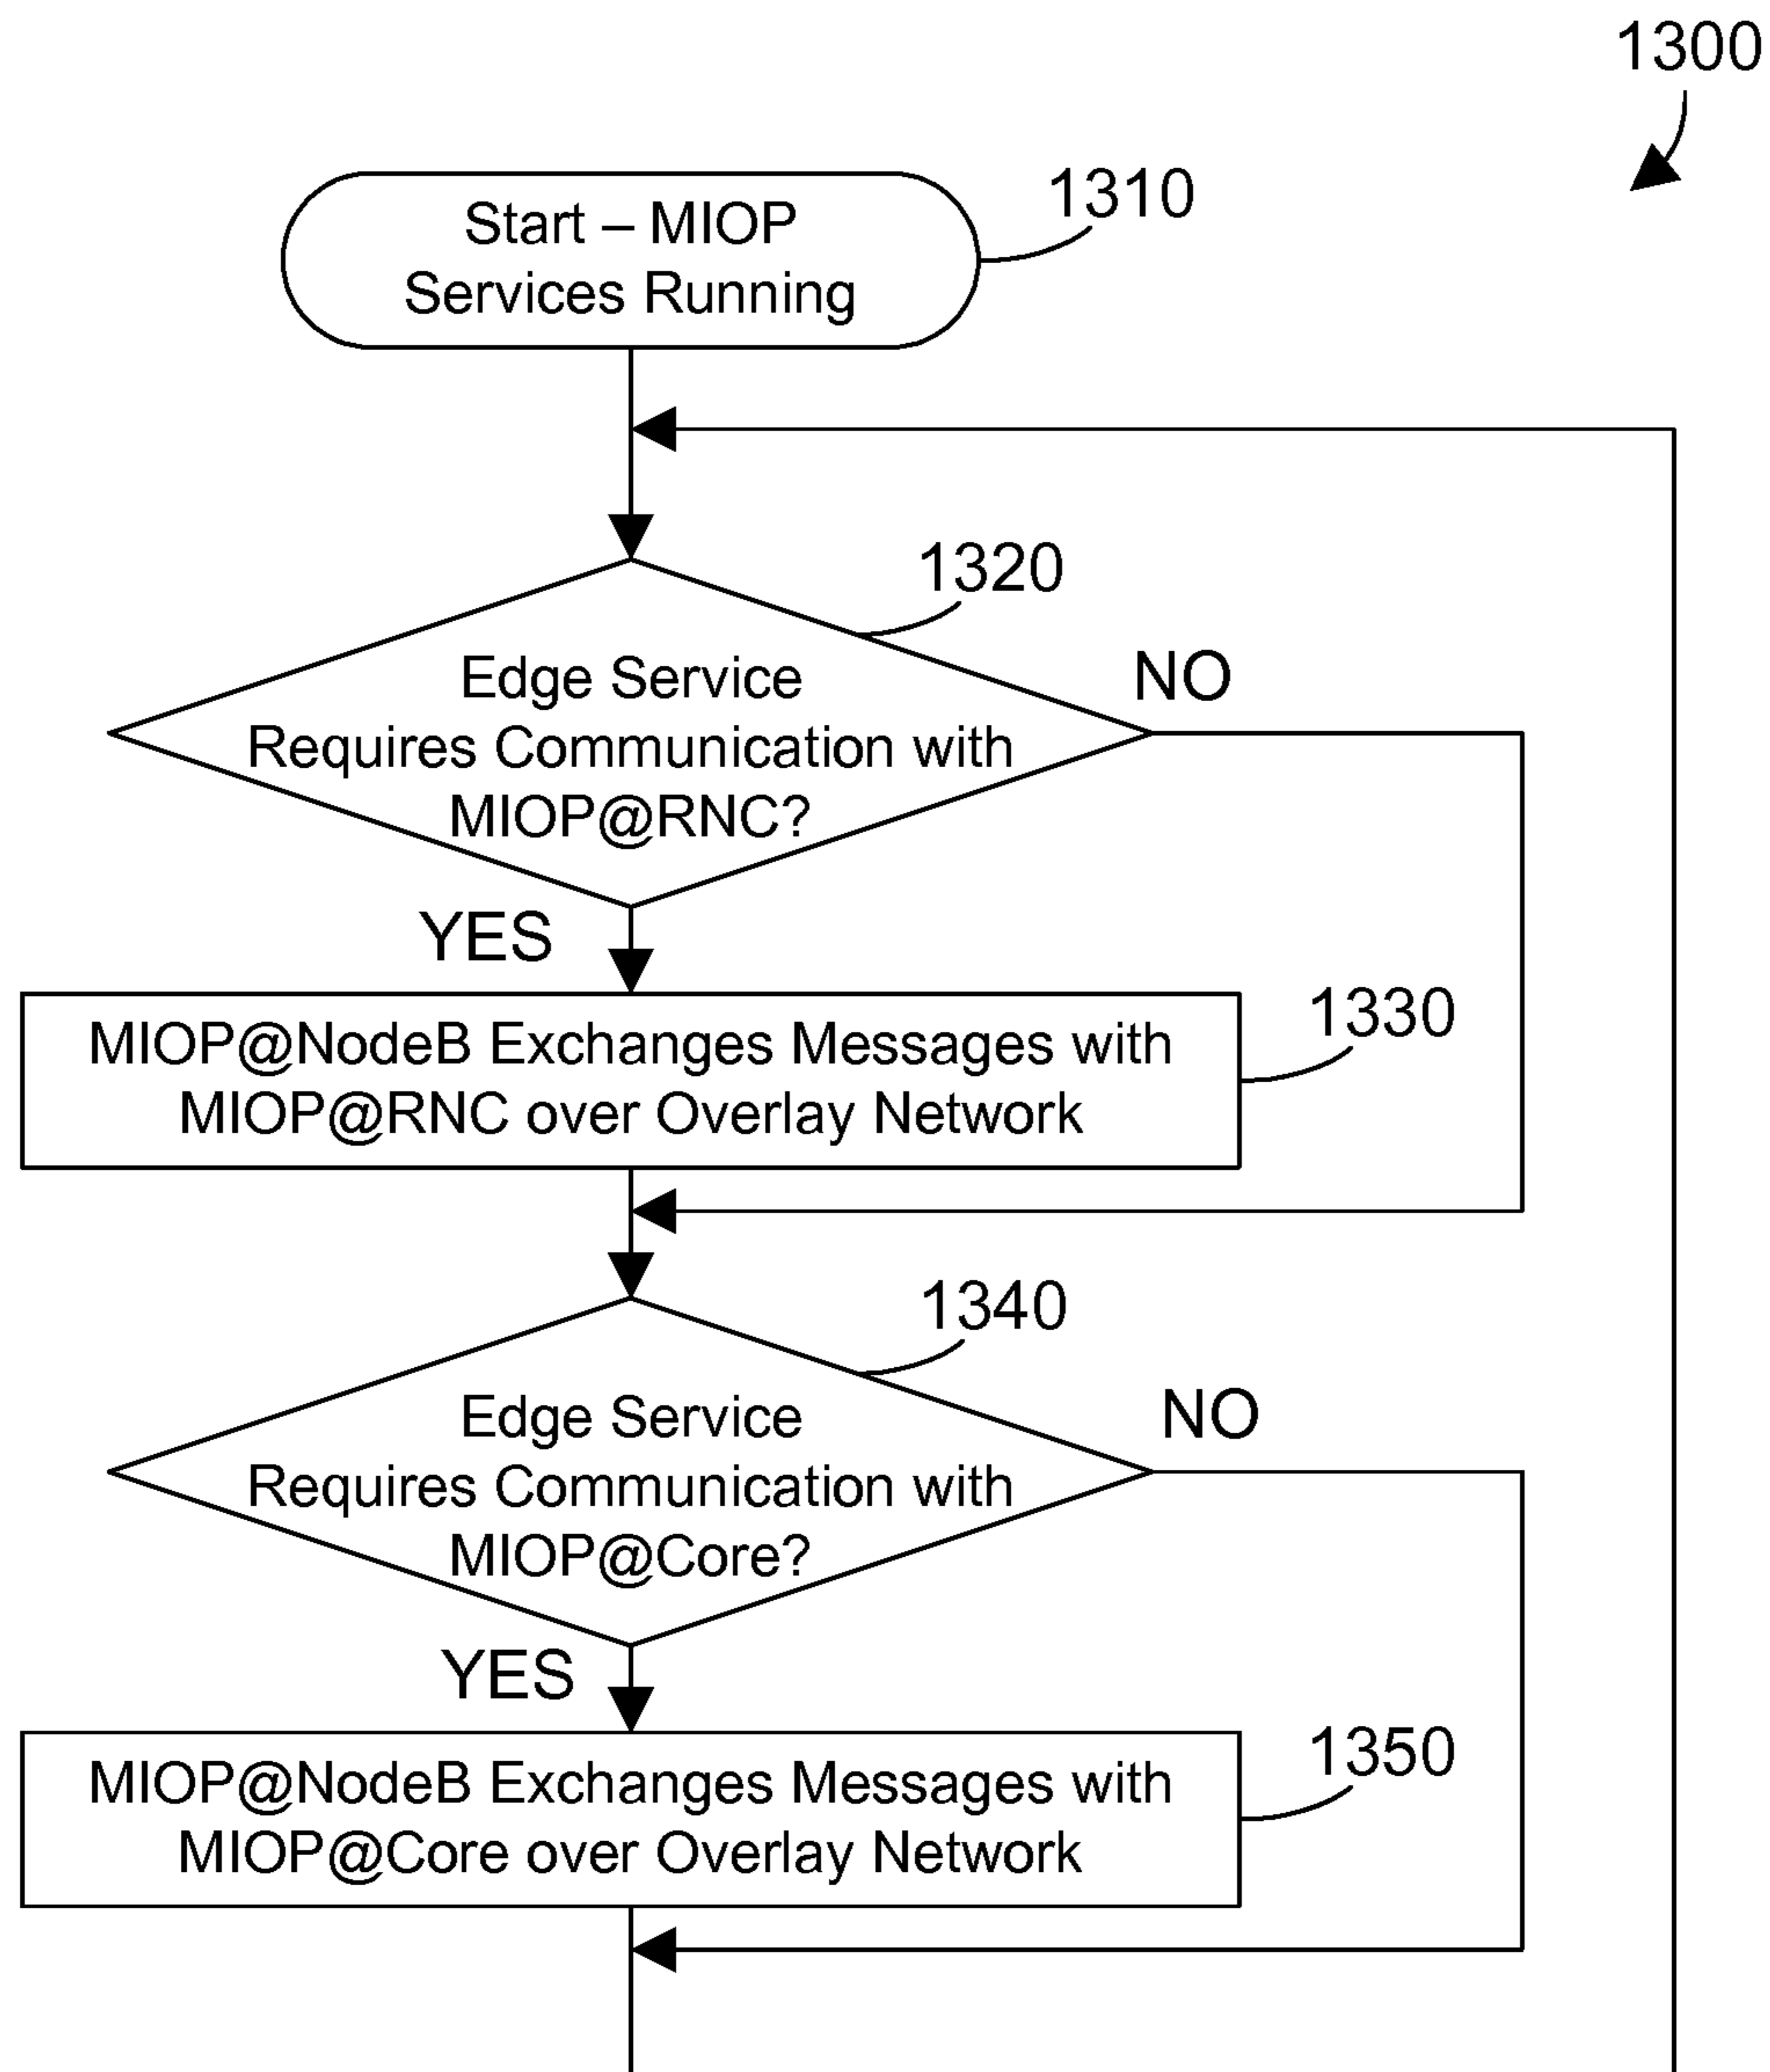 1300
1310
Start – MIOP
Services Running
1320
Edge Service
Requires Communication with
MIOP@RNC?
NO
YES
1330
MIOP@NodeB Exchanges Messages with
MIOP@RNC over Overlay Network
1340
Edge Service
Requires Communication with
MIOP@Core?
NO
YES
1350
MIOP@NodeB Exchanges Messages with
MIOP@Core over Overlay Network